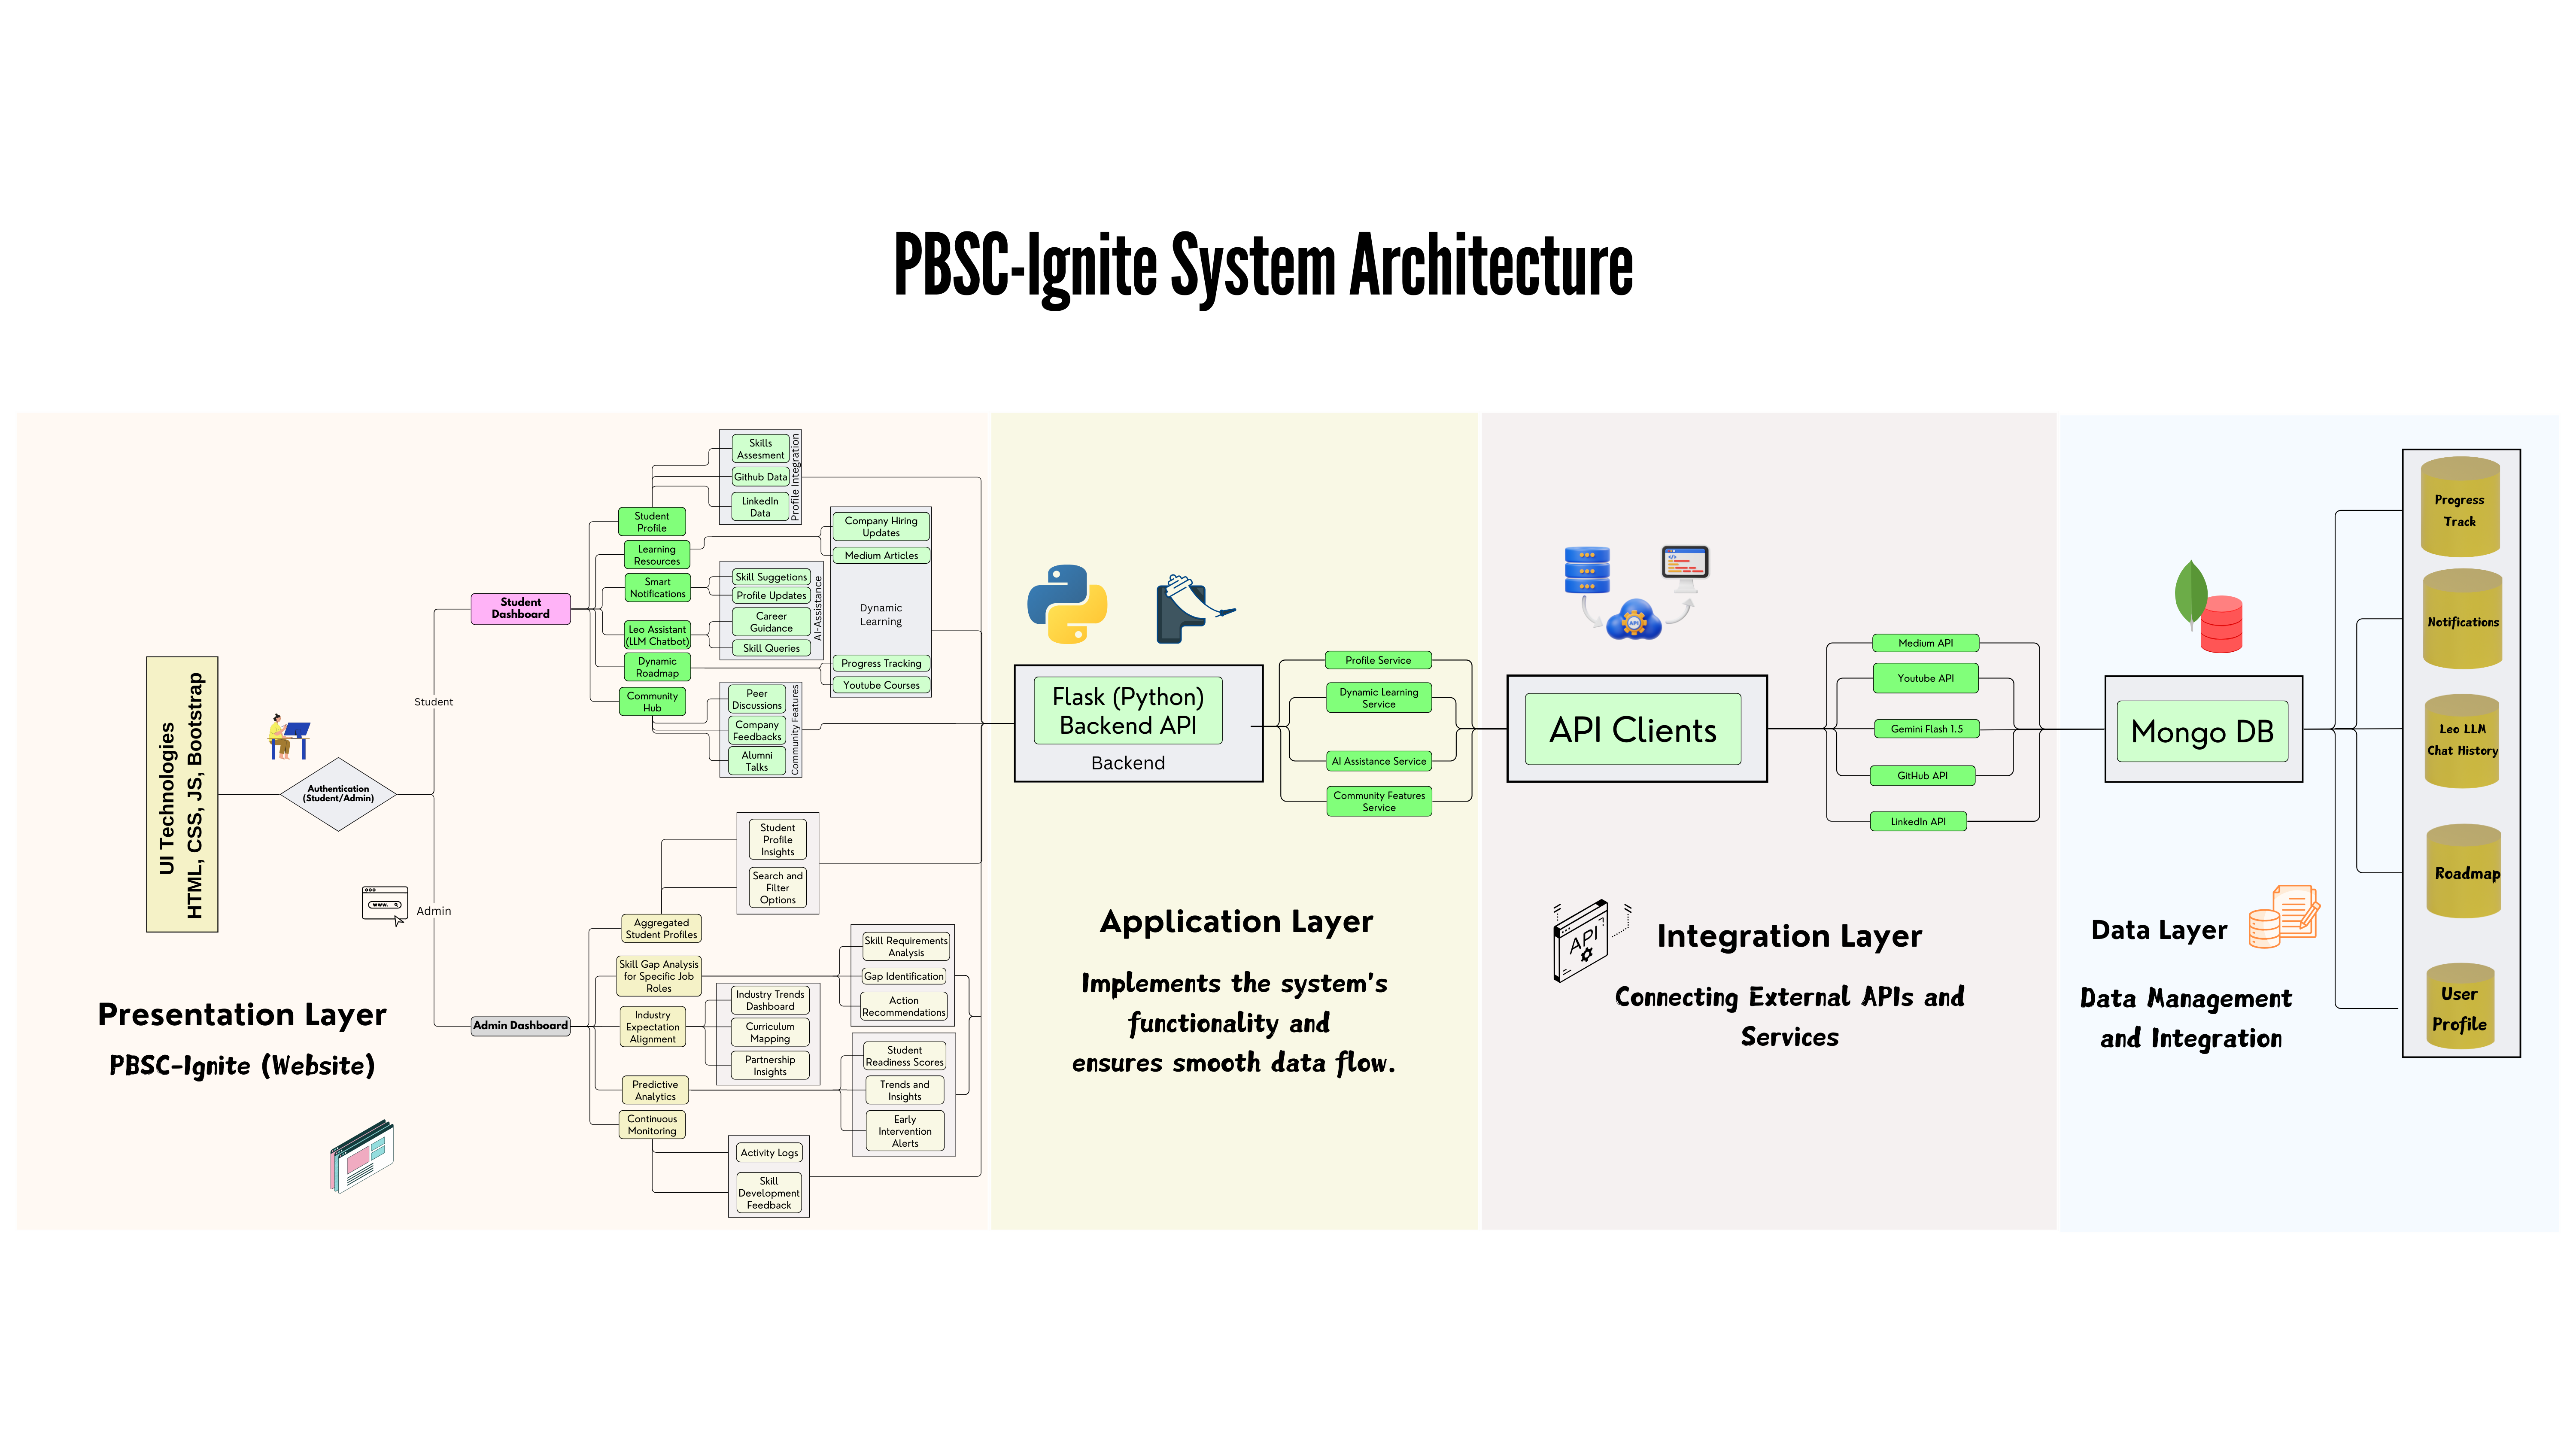 PBSC-Ignite System Architecture
UI Technologies
HTML, CSS, JS, Bootstrap
Authentication
(Student/Admin)
Student
Admin
www.
Presentation Layer
PBSC-Ignite (Website)
Student
Dashboard
Student
Profile
Learning
Resources
Smart
Notifications
Leo Assistant
(LLM Chatbot)
Dynamic
Roadmap
Community
Hub
Skills
Assesment
Github Data
LinkedIn
Data
Profile Integration
Company Hiring
Updates
Medium Articles
Dynamic
Learning
Progress Tracking
Youtube Courses
Skill Suggetions
Profile Updates
Career
Guidance
Skill Queries
AI-Assistance
Peer
Discussions
Company
Feedbacks
Alumni
Talks
Community Features
Admin Dashboard
Aggregated
Student Profiles
Skill Gap Analysis
for Specific Job
Roles
Industry
Expectation
Alignment
Predictive
Analytics
Continuous
Monitoring
Student
Profile
Insights
Search and
Filter
Options
Skill Requirements
Analysis
Gap Identification
Action
Recommendations
Industry Trends
Dashboard
Curriculum
Mapping
Partnership
Insights
Student
Readiness Scores
Trends and
Insights
Early
Intervention
Alerts
Activity Logs
Skill
Development
Feedback
Flask (Python)
Backend API
Backend
Profile Service
Dynamic Learning
Service
AI Assistance Service
Community Features
Service
Application Layer
Implements the system's
functionality and
ensures smooth data flow.
API
API Clients
Medium API
Youtube API
Gemini Flash 1.5
GitHub API
LinkedIn API
API
Integration Layer
Connecting External APIs and
Services
Mongo DB
Data Layer
Data Management
and Integration
Progress
Track
Notifications
Leo LLM
Chat History
Roadmap
User
Profile